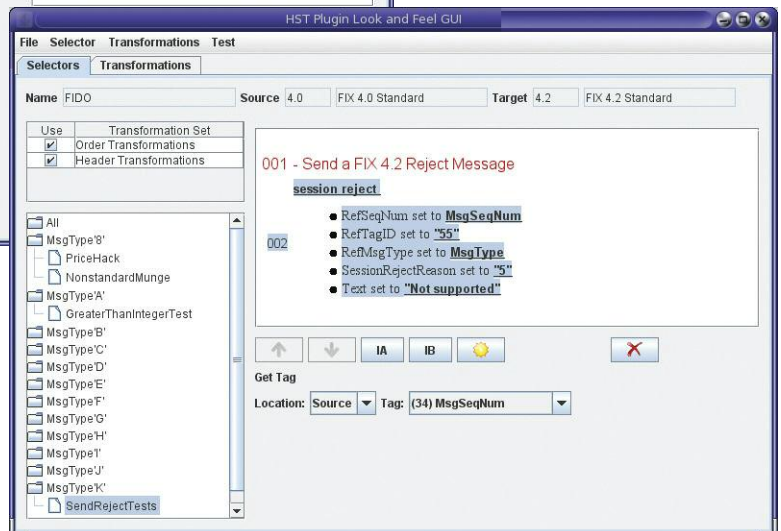 HST Plugin Look and Feel GUI
File Selector Transformations Test
Selectors Transformations
Name FIDO Source 4.0 FIX 4.0 Standard Target 4.2 FIX 4.2 Standard
Use Transformation Set
Order Transformations
Header Transformations
001 - Send a FIX 4.2 Reject Message
session reject
002
RefSeqNum set to MsgSeqNum
RefTagID set to "55"
RefMsgType set to MsgType
SessionRejectReason set to "5"
Text set to "Not supported"
All
MsgType'8'
PriceHack
NonstandardMunge
MsgType'A'
GreaterThanIntegerTest
MsgType'B'
MsgType'C'
MsgType'D'
MsgType'E'
MsgType'F'
MsgType'G'
MsgType'H'
MsgType'I'
MsgType'J'
MsgType'K'
SendRejectTests
IA IB
Get Tag
Location: Source Tag: (34) MsgSeqNum